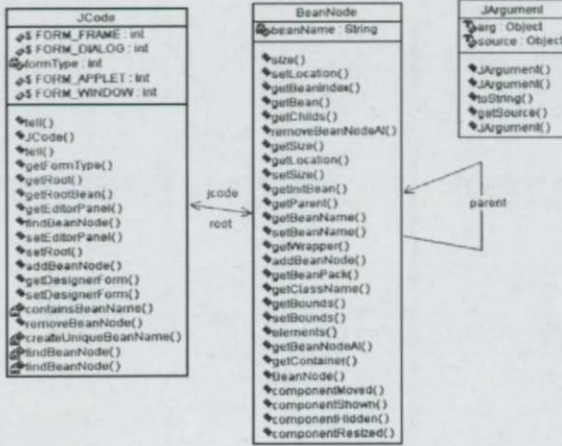 JCode
$ FORM_FRAME : int
$ FORM_DIALOG : int
formType : int
$ FORM_APPLET : int
$ FORM_WINDOW : int
tell()
JCode()
tell()
getFormType()
getRoot()
getRootBean()
getEditorPanel()
findBeanNode()
setEditorPanel()
setRoot()
addBeanNode()
getDesignerForm()
setDesignerForm()
containsBeanName()
removeBeanNode()
createUniqueBeanName()
findBeanNode()
findBeanNode()
jcode
root
BeanNode
beanName : String
size()
setLocation()
getBeanIndex()
getBean()
getChilds()
removeBeanNodeAt()
getSize()
getLocation()
setSize()
getInitBean()
getParent()
getBeanName()
setBeanName()
getWrapper()
addBeanNode()
getBeanPack()
getClassName()
getBounds()
setBounds()
elements()
getBeanNodeAt()
getContainer()
BeanNode()
componentMoved()
componentShown()
componentHidden()
componentResized()
parent
JArgument
arg : Object
source : Object
JArgument()
JArgument()
toString()
getSource()
JArgument()